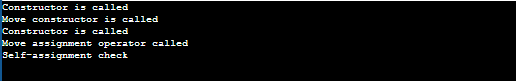 Constructor is called
Move constructor is called
Constructor is called
Move assignment operator called
Self-assignment check